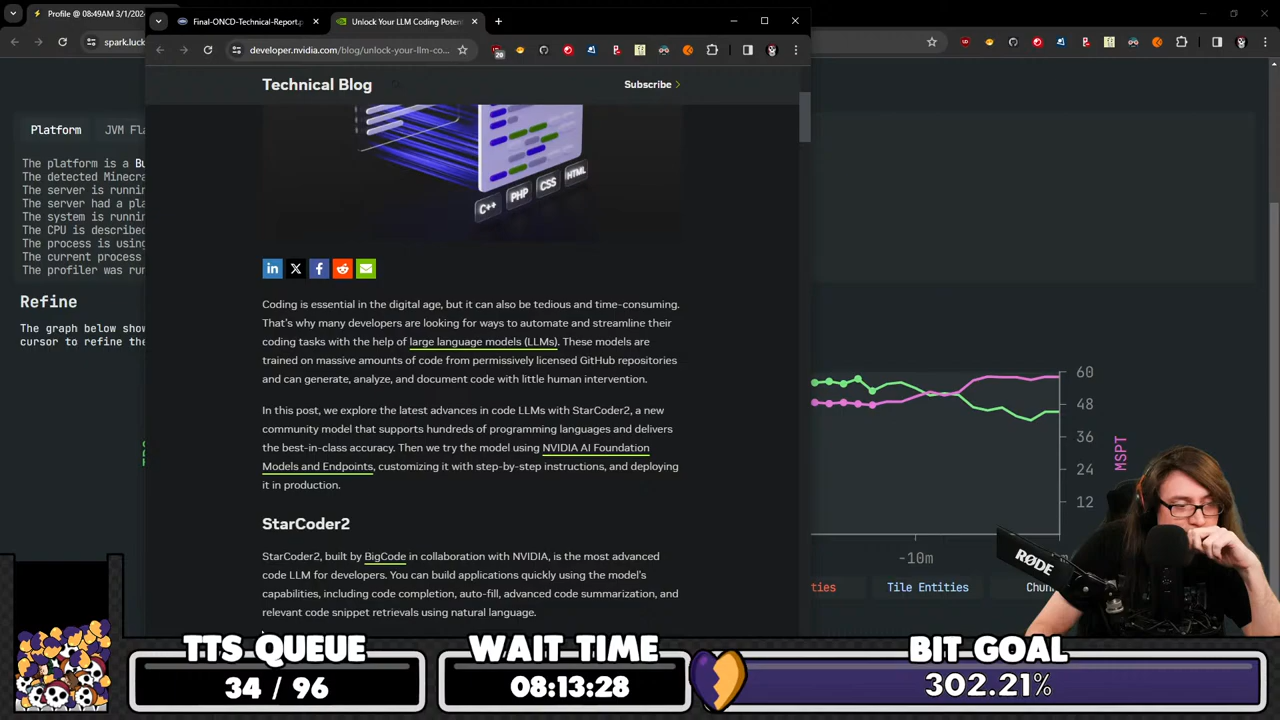 Profile @ 08:49AM 3/1/202
Final-ONCD-Technical-Report.p
Unlock Your LLM Coding Poten
spark.luck
developer.nvidia.com/blog/unlock-your-llm-co...
20
Technical Blog
Subscribe
Platform
JVM Fl
The platform is a Bu
The detected Minecra
The server is runnin
The server had a pla
The system is runnin
The CPU is described
The process is using
The current process
The profiler was run
Refine
The graph below show
cursor to refine the
C++
PHP
CSS
HTML
Coding is essential in the digital age, but it can also be tedious and time-consuming.
That's why many developers are looking for ways to automate and streamline their
coding tasks with the help of large language models (LLMs). These models are
trained on massive amounts of code from permissively licensed GitHub repositories
and can generate, analyze, and document code with little human intervention.
In this post, we explore the latest advances in code LLMs with StarCoder2, a new
community model that supports hundreds of programming languages and delivers
the best-in-class accuracy. Then we try the model using NVIDIA AI Foundation
Models and Endpoints, customizing it with step-by-step instructions, and deploying
it in production.
StarCoder2
StarCoder2, built by BigCode in collaboration with NVIDIA, is the most advanced
code LLM for developers. You can build applications quickly using the model's
capabilities, including code completion, auto-fill, advanced code summarization, and
relevant code snippet retrievals using natural language.
60
48
36
24
12
MSPT
-10m
ties
Tile Entities
Chun
RØDE
TTS QUEUE
34 / 96
WAIT TIME
08:13:28
BIT GOAL
302.21%